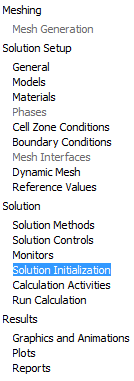 Meshing
Mesh Generation
Solution Setup
General
Models
Materials
Phases
Cell Zone Conditions
Boundary Conditions
Mesh Interfaces
Dynamic Mesh
Reference Values
Solution
Solution Methods
Solution Controls
Monitors
Solution Initialization
Calculation Activities
Run Calculation
Results
Graphics and Animations
Plots
Reports